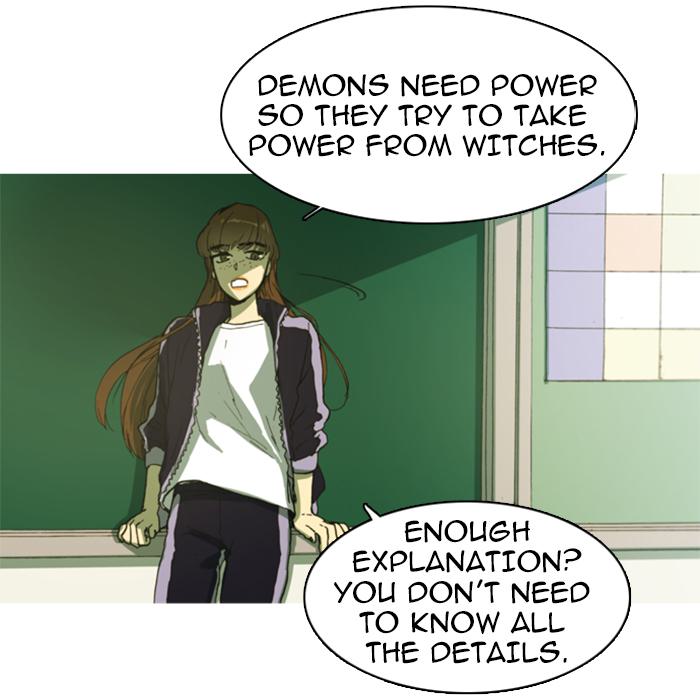 DEMONS NEED POWER
SO THEY TRY TO TAKE
POWER FROM WITCHES.
ENOUGH
EXPLANATION?
YOU DON'T NEED
TO KNOW ALL
THE DETAILS.